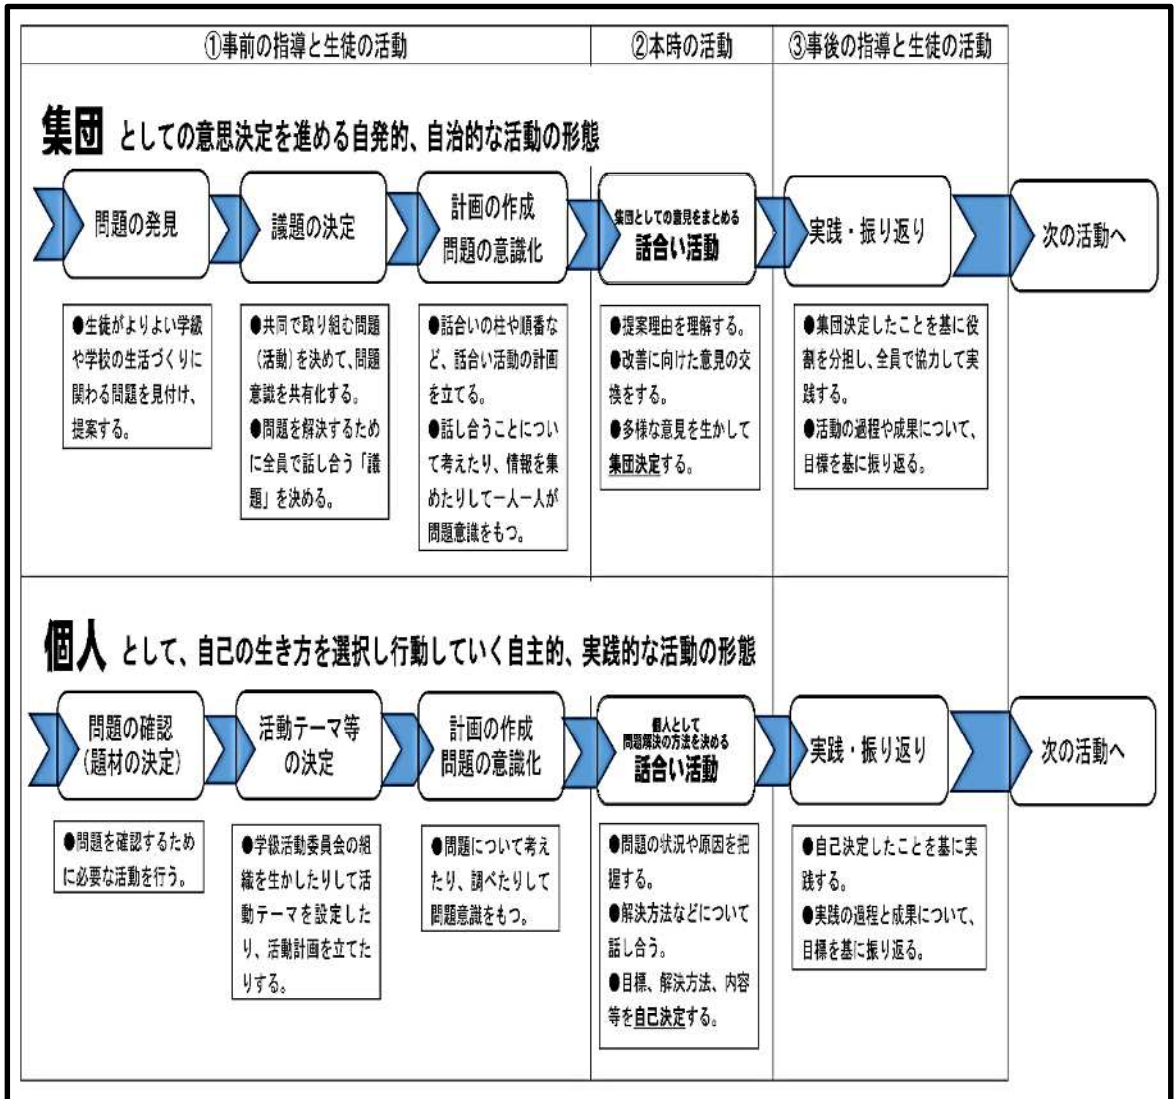 ①事前の指導と生徒の活動
②本時の活動
③事後の指導と生徒の活動
集団 としての意思決定を進める自発的、自治的な活動の形態
問題の発見
議題の決定
計画の作成
問題の意識化
集団としての意見をまとめる
話合い活動
実践・振り返り
次の活動へ
●生徒がよりよい学級
や学校の生活づくりに
関わる問題を見付け、
提案する。
●共同で取り組む問題
(活動)を決めて、問題
意識を共有化する。
●問題を解決するため
に全員で話し合う「議
題」を決める。
●話合いの柱や順番な
ど、話合い活動の計画
を立てる。
●話し合うことについ
て考えたり、情報を集
めたりして一人一人が
問題意識をもつ。
●提案理由を理解する。
●改善に向けた意見の交
換をする。
●多様な意見を生かして
集団決定する。
●集団決定したことを基に役
割を分担し、全員で協力して実
践する。
●活動の過程や成果について、
目標を基に振り返る。
個人 として、自己の生き方を選択し行動していく自主的、実践的な活動の形態
問題の確認
(題材の決定)
活動テーマ等
の決定
計画の作成
問題の意識化
個人として
問題解決の方法を決める
話合い活動
実践・振り返り
次の活動へ
●問題を確認するため
に必要な活動を行う。
●学級活動委員会の組
織を生かしたりして活
動テーマを設定した
り、活動計画を立てた
りする。
●問題について考え
たり、調べたりして
問題意識をもつ。
●問題の状況や原因を把
握する。
●解決方法などについて
話し合う。
●目標、解決方法、内容
等を自己決定する。
●自己決定したことを基に実
践する。
●実践の過程と成果について、
目標を基に振り返る。